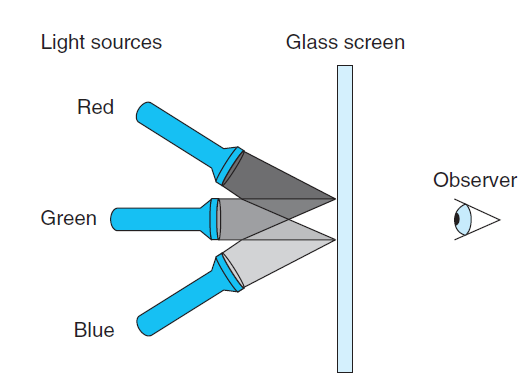 Light sources
Glass screen
Red
Observer
Green
Blue